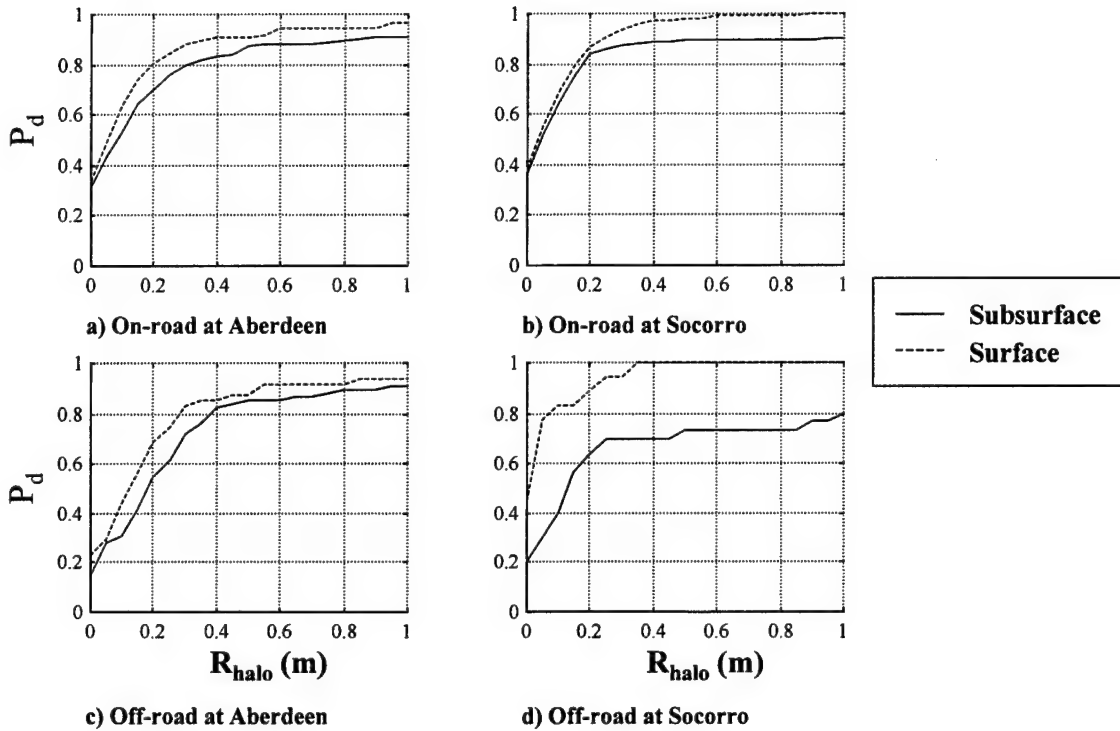 1
0.8
0.6
0.4
0.2
0
P_d
0 0.2 0.4 0.6 0.8 1
a) On-road at Aberdeen
1
0.8
0.6
0.4
0.2
0
0 0.2 0.4 0.6 0.8 1
b) On-road at Socorro
Subsurface
Surface
1
0.8
0.6
0.4
0.2
0
P_d
0 0.2 0.4 0.6 0.8 1
R_halo (m)
c) Off-road at Aberdeen
1
0.8
0.6
0.4
0.2
0
0 0.2 0.4 0.6 0.8 1
R_halo (m)
d) Off-road at Socorro